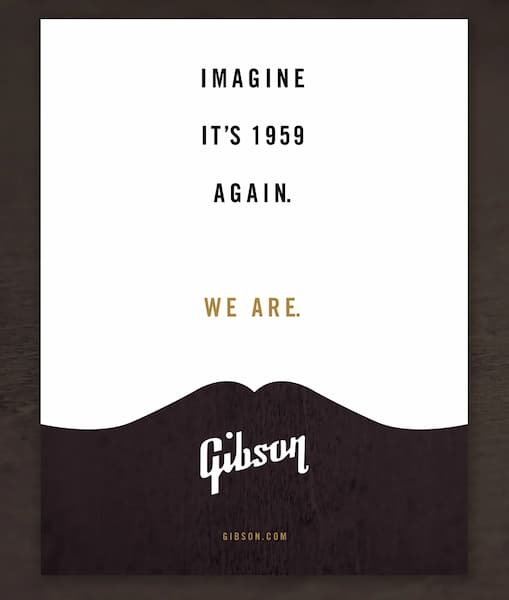 IMAGINE
IT'S 1959
AGAIN.
WE ARE.
Gibson
GIBSON.COM